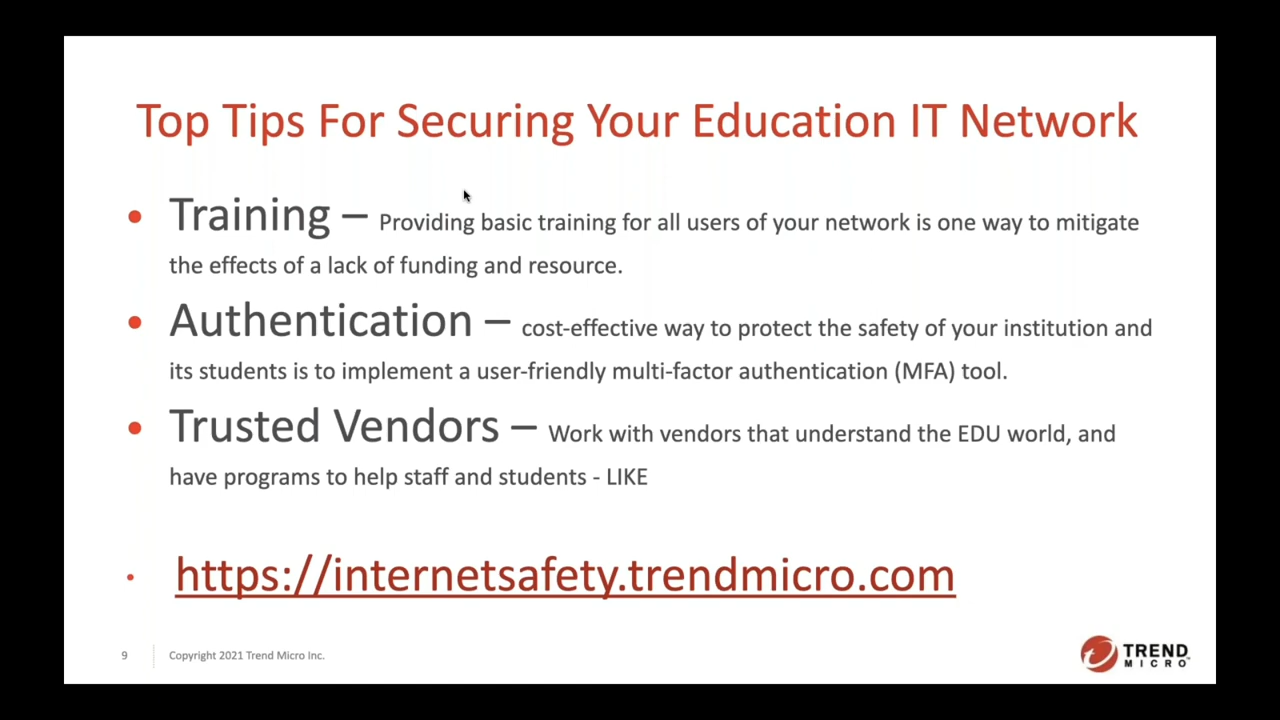 Top Tips For Securing Your Education IT Network
• Training – Providing basic training for all users of your network is one way to mitigate
the effects of a lack of funding and resource.
• Authentication – cost-effective way to protect the safety of your institution and
its students is to implement a user-friendly multi-factor authentication (MFA) tool.
• Trusted Vendors – Work with vendors that understand the EDU world, and
have programs to help staff and students - LIKE
• https://internetsafety.trendmicro.com
9 Copyright 2021 Trend Micro Inc.
TREND
MICRO